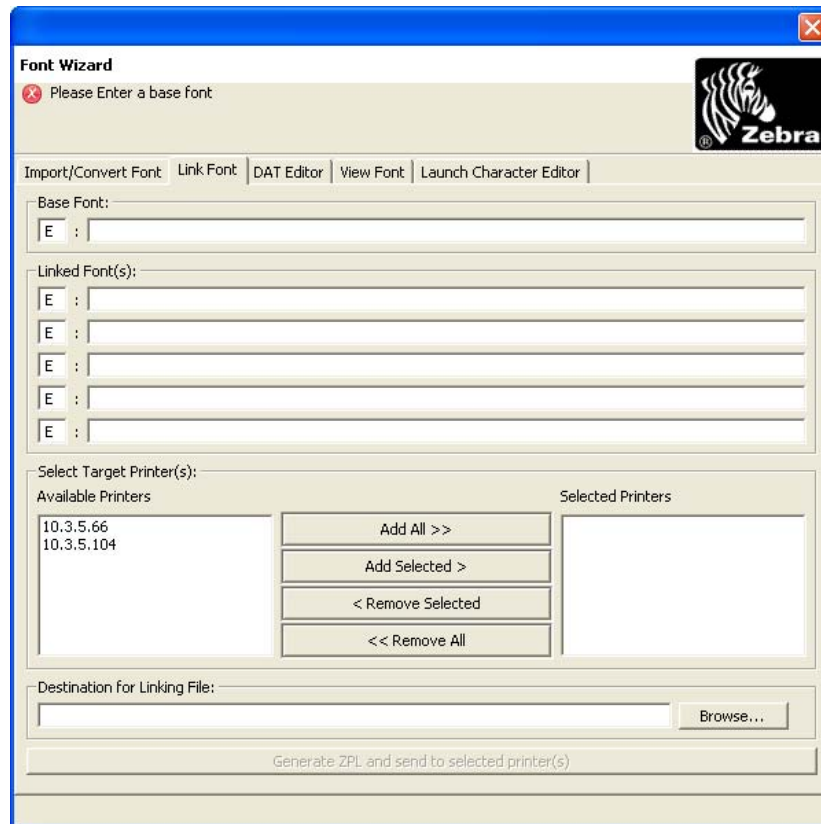 Font Wizard
Please Enter a base font
® Zebra
Import/Convert Font Link Font DAT Editor View Font Launch Character Editor
Base Font:
E :
Linked Font(s):
E :
E :
E :
E :
E :
Select Target Printer(s):
Available Printers Selected Printers
10.3.5.66
10.3.5.104
Add All >>
Add Selected >
< Remove Selected
<< Remove All
Destination for Linking File:
Browse...
Generate ZPL and send to selected printer(s)